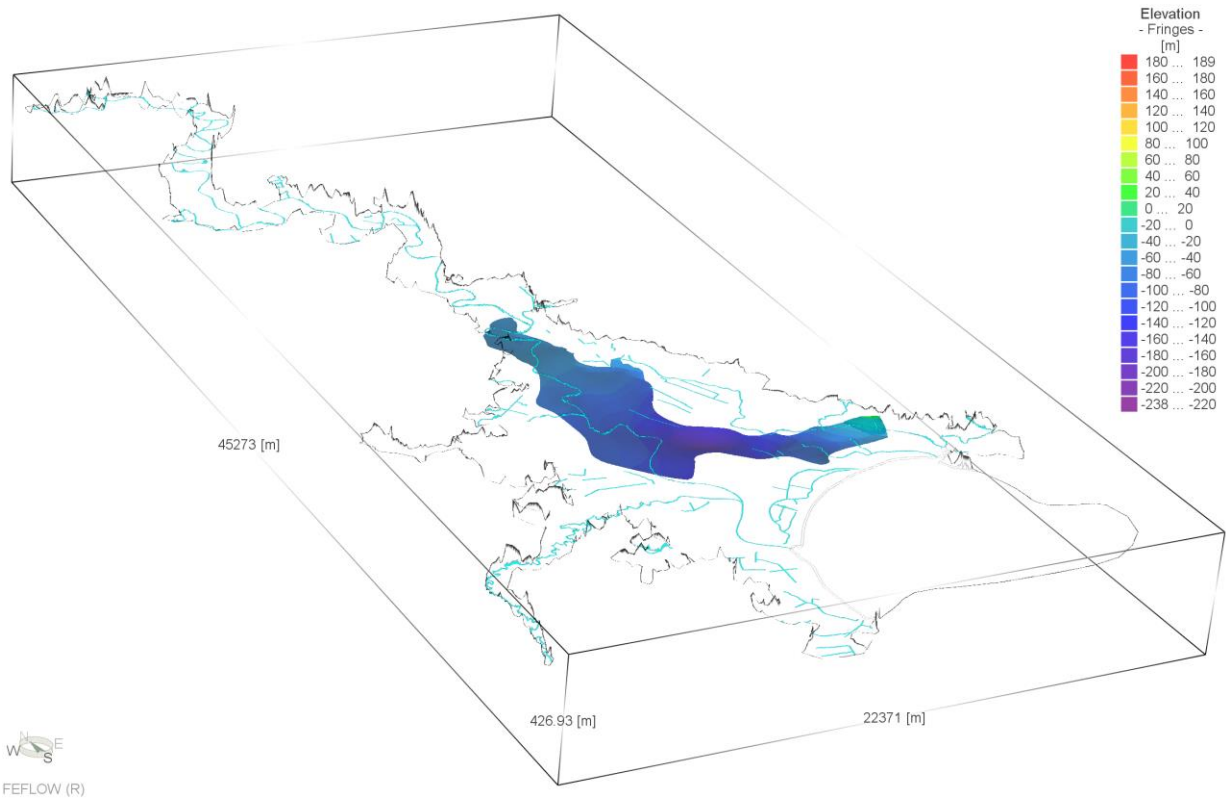 Elevation
- Fringes -
[m]
180 ... 189
160 ... 180
140 ... 160
120 ... 140
100 ... 120
80 ... 100
60 ... 80
40 ... 60
20 ... 40
0 ... 20
-20 ... 0
-40 ... -20
-60 ... -40
-80 ... -60
-100 ... -80
-120 ... -100
-140 ... -120
-160 ... -140
-180 ... -160
-200 ... -180
-220 ... -200
-238 ... -220
45273 [m]
426.93 [m]
22371 [m]
N
E
W
S
FEFLOW (R)